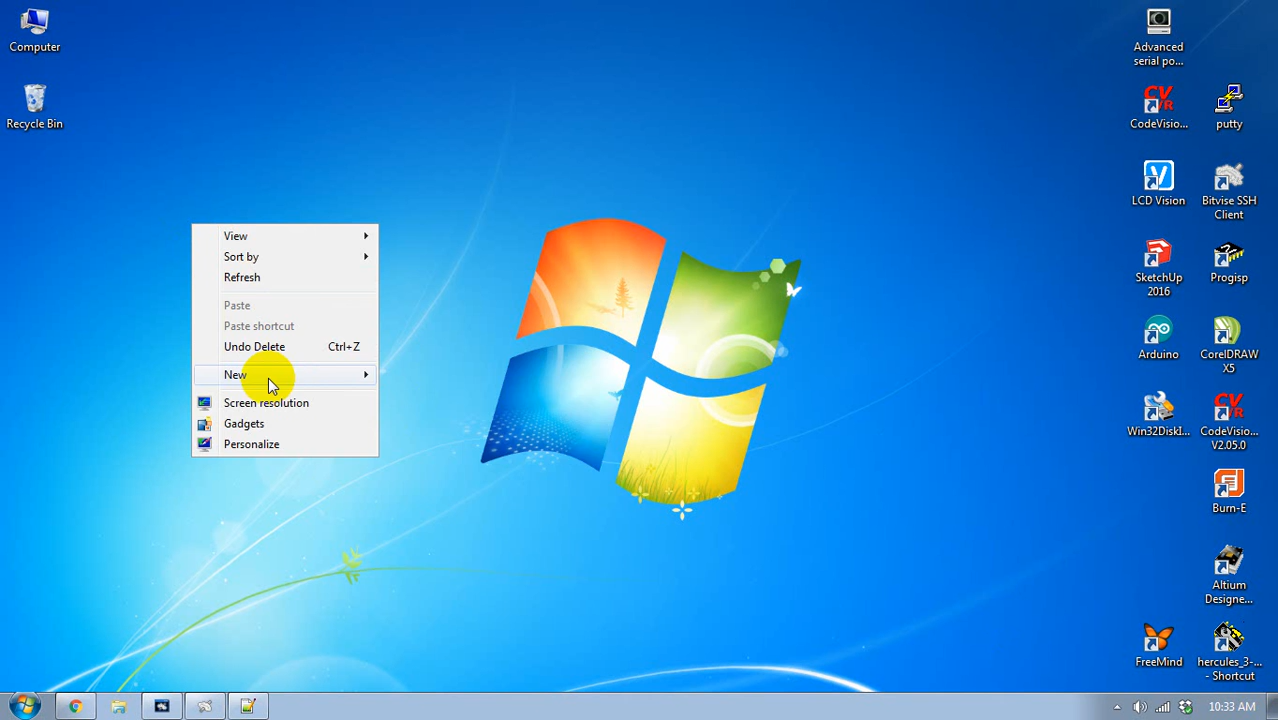 Computer
Recycle Bin
View
Sort by
Refresh
Paste
Paste shortcut
Undo Delete Ctrl+Z
New
Screen resolution
Gadgets
Personalize
Advanced
serial po...
CodeVisio...
putty
LCD Vision
Bitvise SSH
Client
SketchUp
2016
Progisp
Arduino
CorelDRAW
X5
Win32DiskI...
CodeVisio...
V2.05.0
Burn-E
Altium
Designe...
FreeMind
hercules_3-...
- Shortcut
10:33 AM